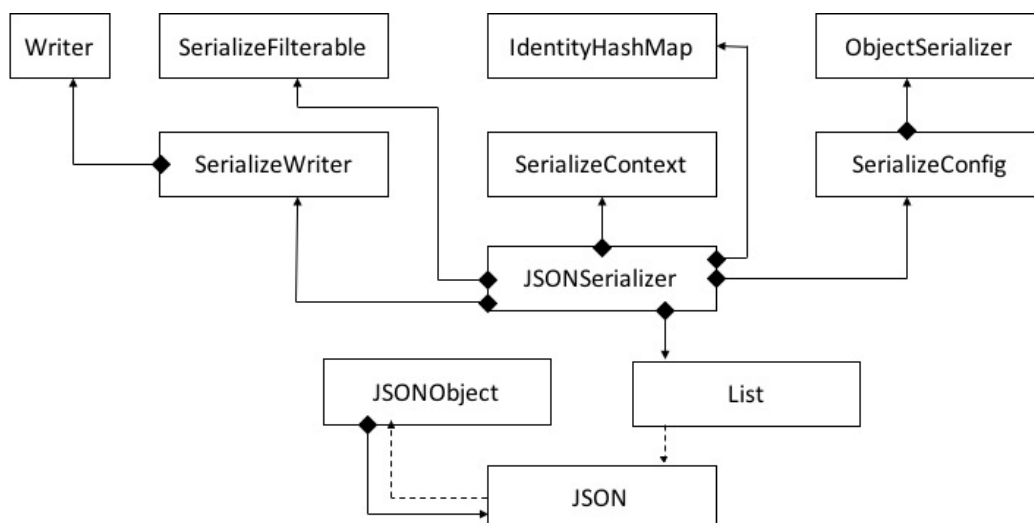 Writer
SerializeFilterable
IdentityHashMap
ObjectSerializer
SerializeWriter
SerializeContext
SerializeConfig
JSONSerializer
JSONObject
List
JSON